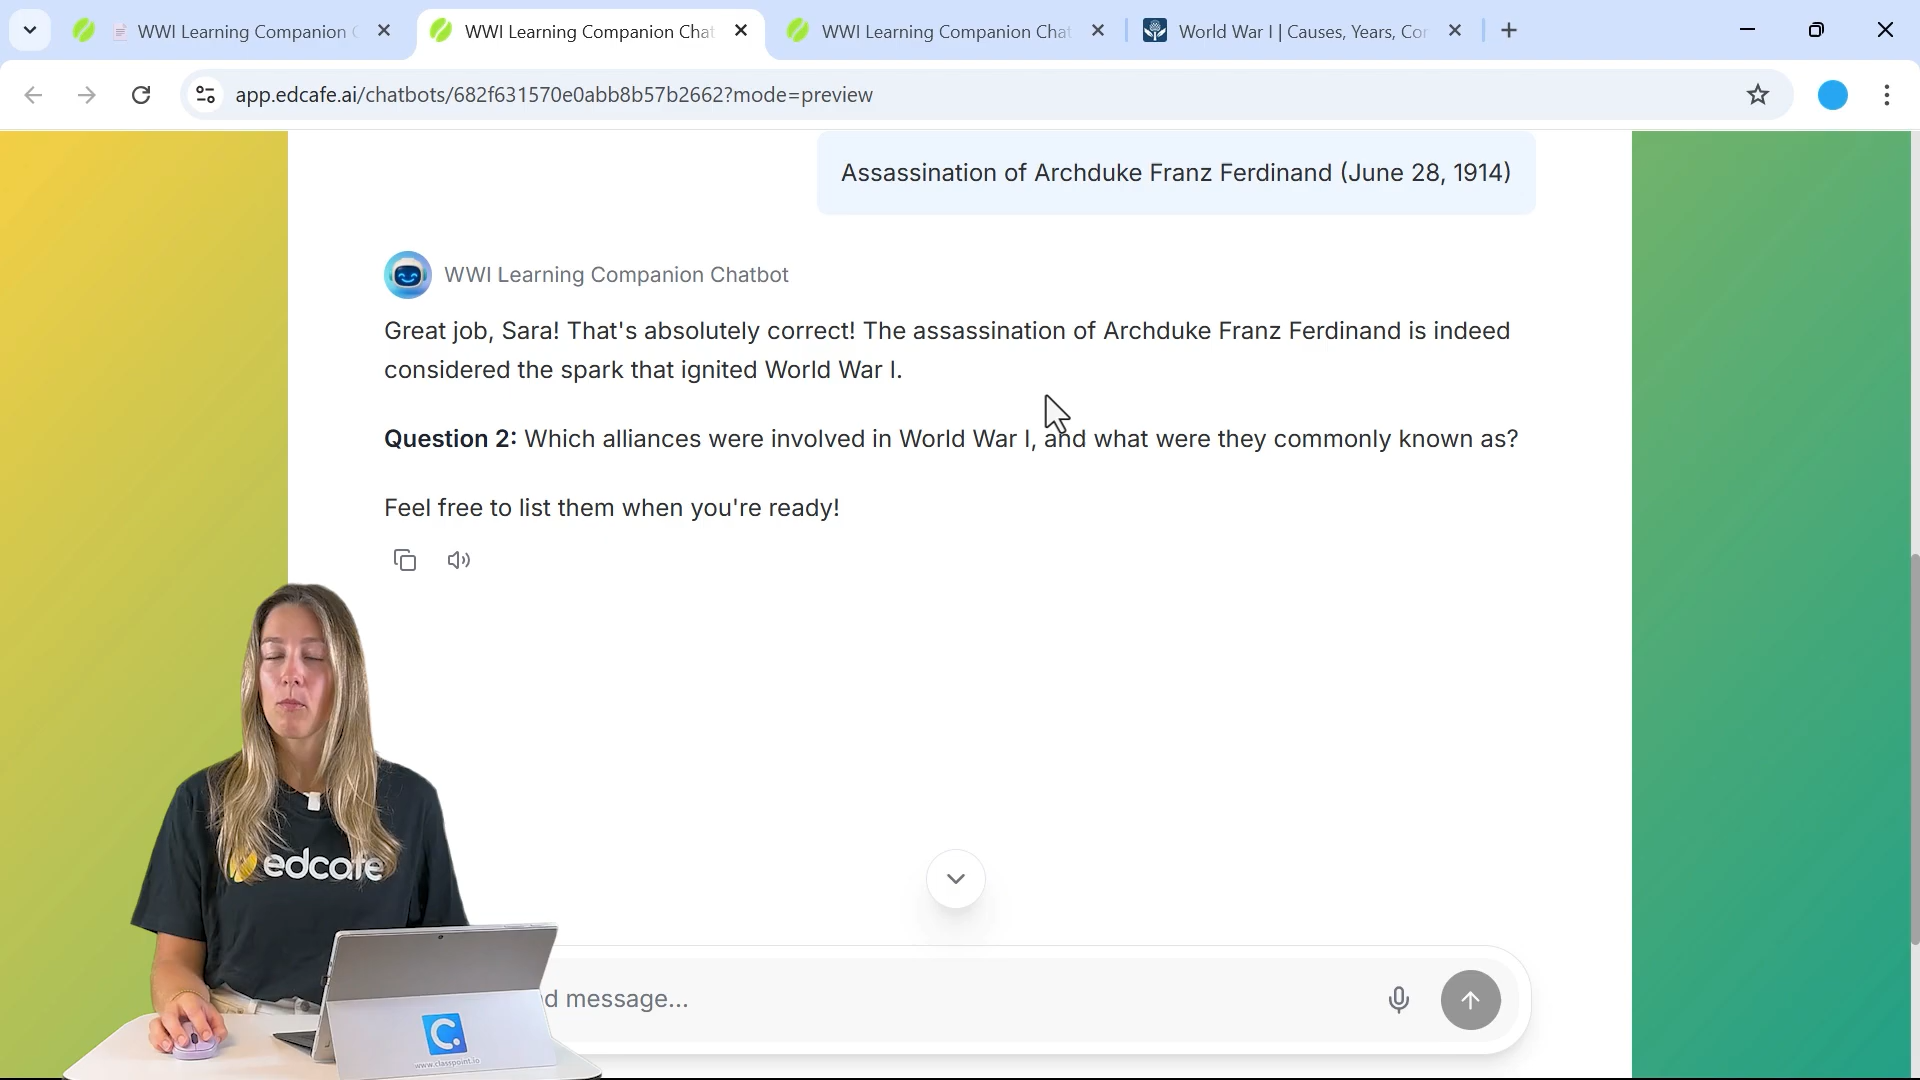 WWI Learning Companion C
WWI Learning Companion Chat
WWI Learning Companion Chat
World War I | Causes, Years, Cor
app.edcafe.ai/chatbots/682f631570e0abb8b57b2662?mode=preview
Assassination of Archduke Franz Ferdinand (June 28, 1914)
WWI Learning Companion Chatbot
Great job, Sara! That's absolutely correct! The assassination of Archduke Franz Ferdinand is indeed
considered the spark that ignited World War I.
Question 2: Which alliances were involved in World War I, and what were they commonly known as?
Feel free to list them when you're ready!
edcafe
d message...
C.
www.classpoint.io